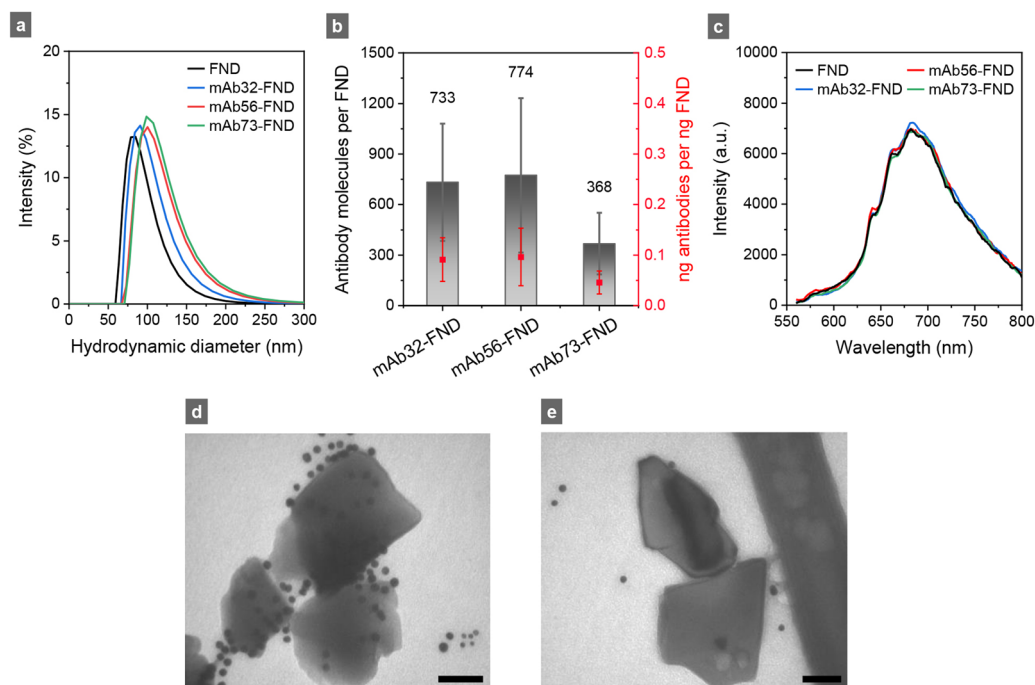 a
20
15
10
5
0
0 50 100 150 200 250 300
Intensity (%)
Hydrodynamic diameter (nm)
FND
mAb32-FND
mAb56-FND
mAb73-FND
b
1500
1200
900
600
300
0
Antibody molecules per FND
733
774
368
mAb32-FND
mAb56-FND
mAb73-FND
0.5
0.4
0.3
0.2
0.1
0.0
ng antibodies per ng FND
c
10000
8000
6000
4000
2000
0
550 600 650 700 750 800
Intensity (a.u.)
Wavelength (nm)
FND
mAb56-FND
mAb32-FND
mAb73-FND
d
e